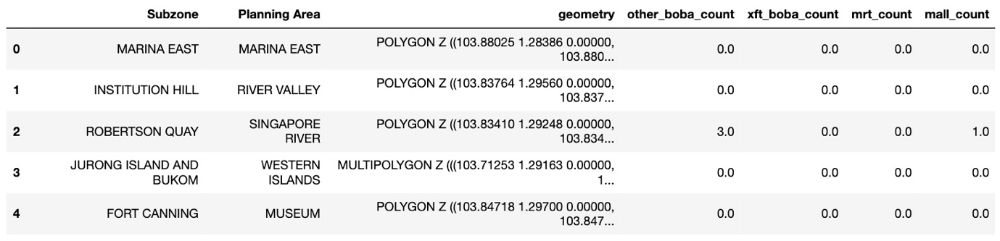 Subzone Planning Area geometry other_boba_count xft_boba_count mrt_count mall_count
0 MARINA EAST MARINA EAST POLYGON Z ((103.88025 1.28386 0.00000, 103.880... 0.0 0.0 0.0 0.0
1 INSTITUTION HILL RIVER VALLEY POLYGON Z ((103.83764 1.29560 0.00000, 103.837... 0.0 0.0 0.0 0.0
2 ROBERTSON QUAY SINGAPORE RIVER POLYGON Z ((103.83410 1.29248 0.00000, 103.834... 3.0 0.0 0.0 1.0
3 JURONG ISLAND AND BUKOM WESTERN ISLANDS MULTIPOLYGON Z (((103.71253 1.29163 0.00000, 1... 0.0 0.0 0.0 0.0
4 FORT CANNING MUSEUM POLYGON Z ((103.84718 1.29700 0.00000, 103.847... 0.0 0.0 0.0 0.0